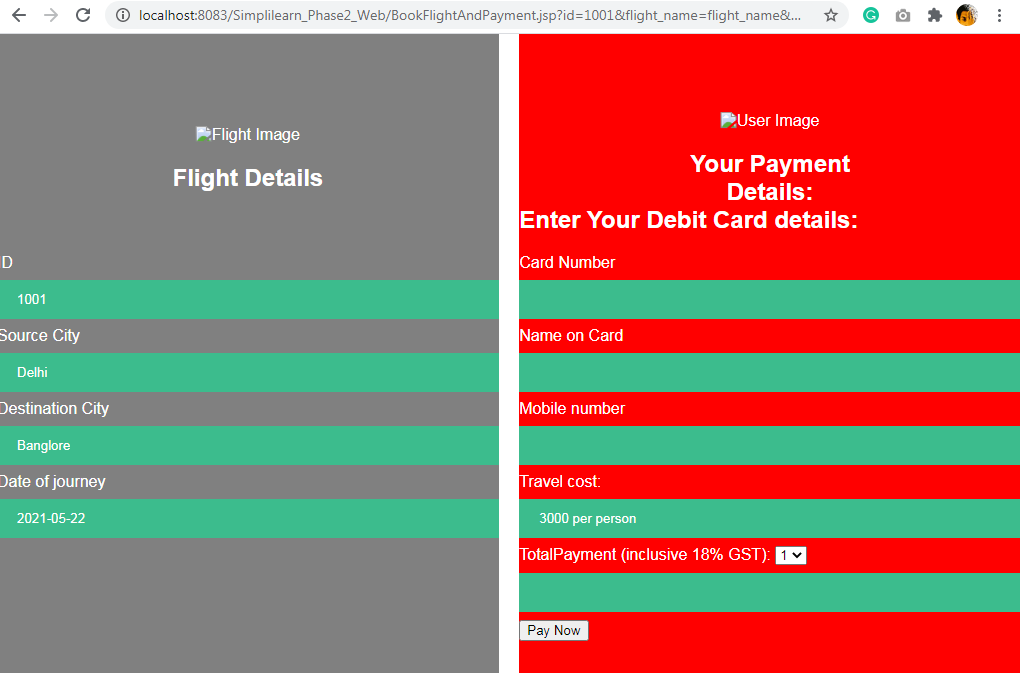 localhost:8083/Simplilearn_Phase2_Web/BookFlightAndPayment.jsp?id=1001&flight_name=flight_name&...
Flight Image
Flight Details
ID
1001
Source City
Delhi
Destination City
Banglore
Date of journey
2021-05-22
User Image
Your Payment
Details:
Enter Your Debit Card details:
Card Number
Name on Card
Mobile number
Travel cost:
3000 per person
TotalPayment (inclusive 18% GST): 1
Pay Now